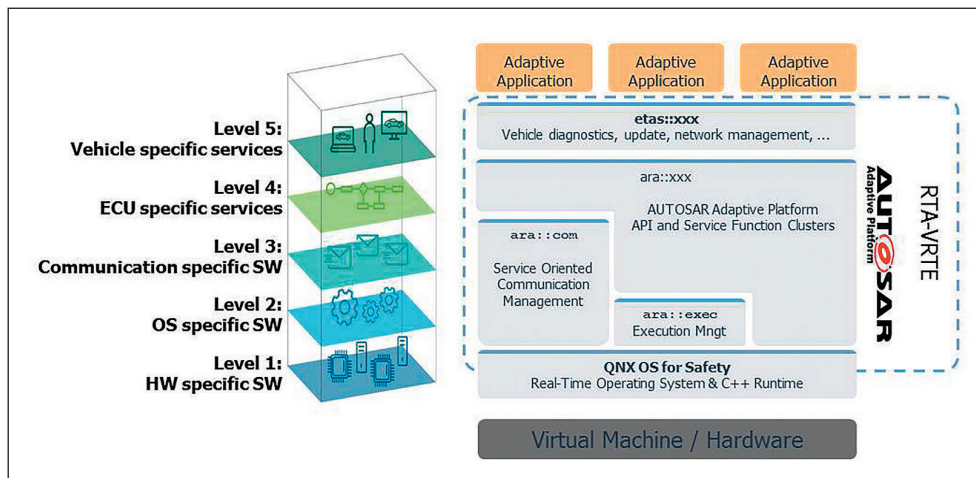 Level 5:
Vehicle specific services
Level 4:
ECU specific services
Level 3:
Communication specific SW
Level 2:
OS specific SW
Level 1:
HW specific SW
Adaptive
Application
Adaptive
Application
Adaptive
Application
etas::xxx
Vehicle diagnostics, update, network management, ...
ara::xxx
AUTOSAR Adaptive Platform
API and Service Function Clusters
ara::com
Service Oriented
Communication
Management
ara::exec
Execution Mngt
QNX OS for Safety
Real-Time Operating System & C++ Runtime
Virtual Machine / Hardware
AUTOSAR
Adaptive Platform
RTA-VRTE